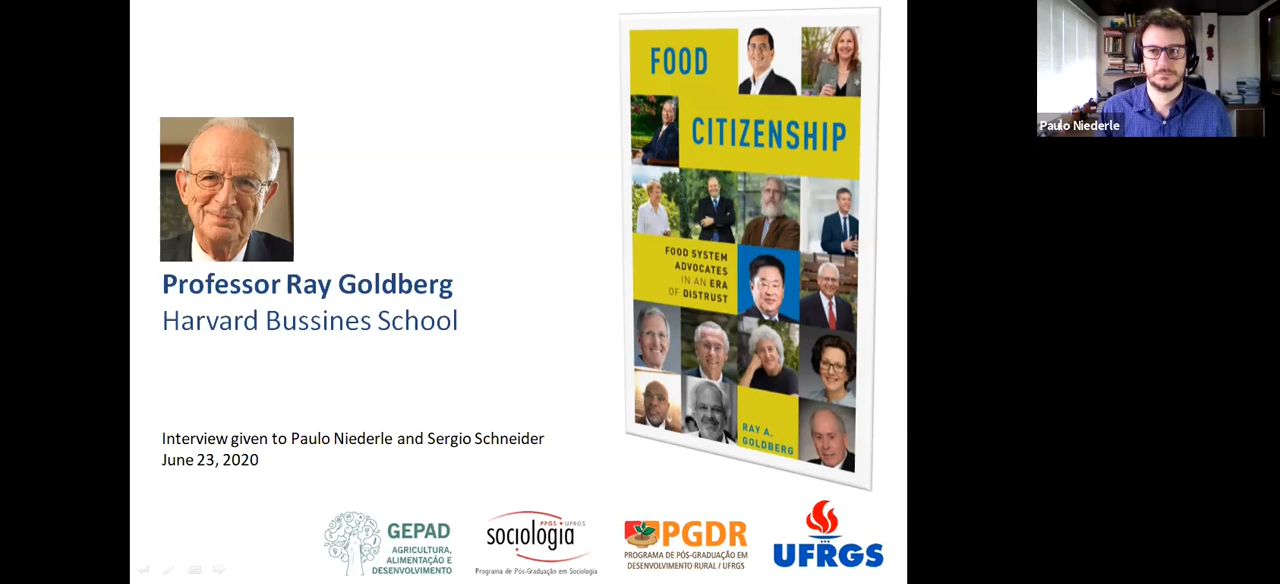 Professor Ray Goldberg
Harvard Bussines School
Interview given to Paulo Niederle and Sergio Schneider
June 23, 2020
FOOD
CITIZENSHIP
FOOD SYSTEM
ADVOCATES
IN AN ERA
OF DISTRUST
RAY A.
GOLDBERG
GEPAD
AGRICULTURA,
ALIMENTAÇÃO E
DESENVOLVIMENTO
PPGS UFRGS
sociologia
Programa de Pós-Graduação em Sociologia
PGDR
PROGRAMA DE PÓS-GRADUAÇÃO EM
DESENVOLVIMENTO RURAL / UFRGS
UFRGS
Paulo Niederle